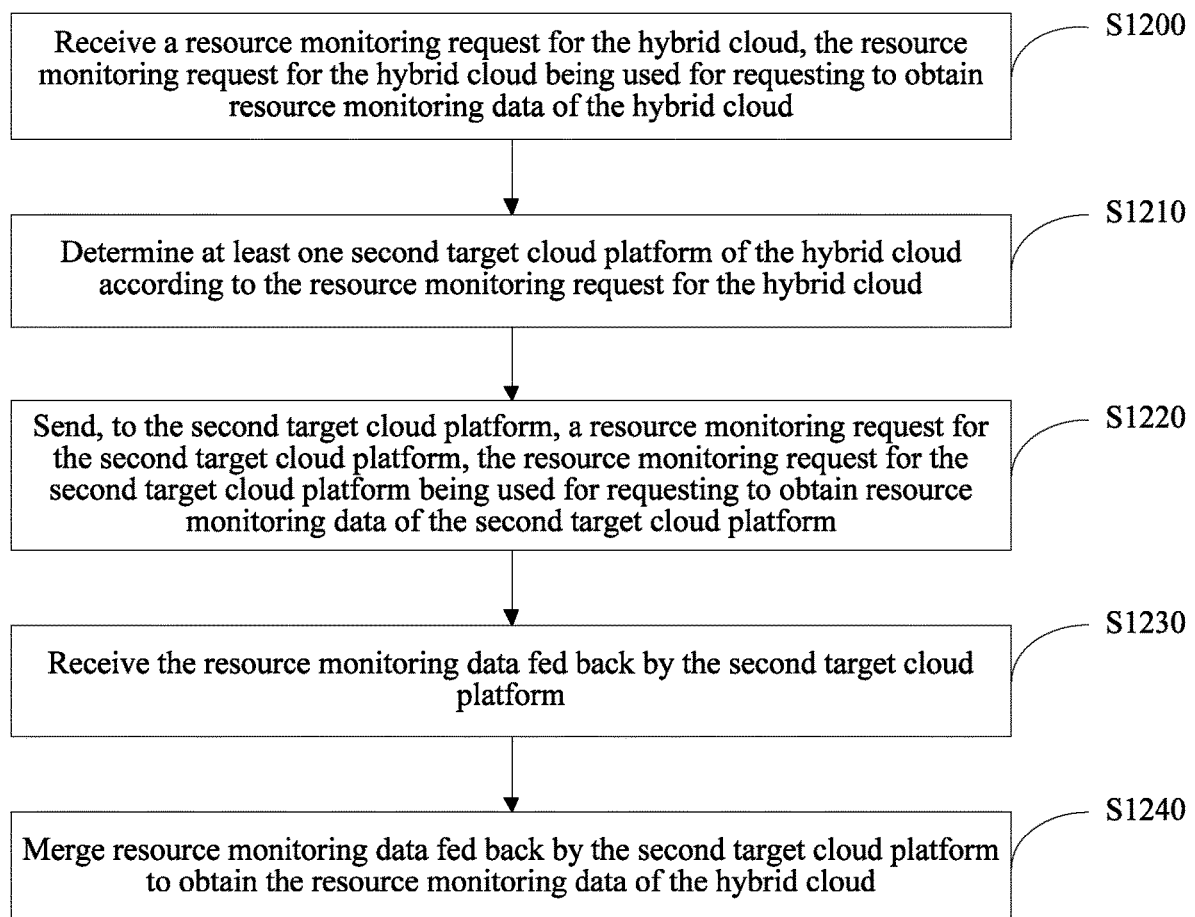 Receive a resource monitoring request for the hybrid cloud, the resource
monitoring request for the hybrid cloud being used for requesting to obtain
resource monitoring data of the hybrid cloud
S1200
Determine at least one second target cloud platform of the hybrid cloud
according to the resource monitoring request for the hybrid cloud
S1210
Send, to the second target cloud platform, a resource monitoring request for
the second target cloud platform, the resource monitoring request for the
second target cloud platform being used for requesting to obtain resource
monitoring data of the second target cloud platform
S1220
Receive the resource monitoring data fed back by the second target cloud
platform
S1230
Merge resource monitoring data fed back by the second target cloud platform
to obtain the resource monitoring data of the hybrid cloud
S1240